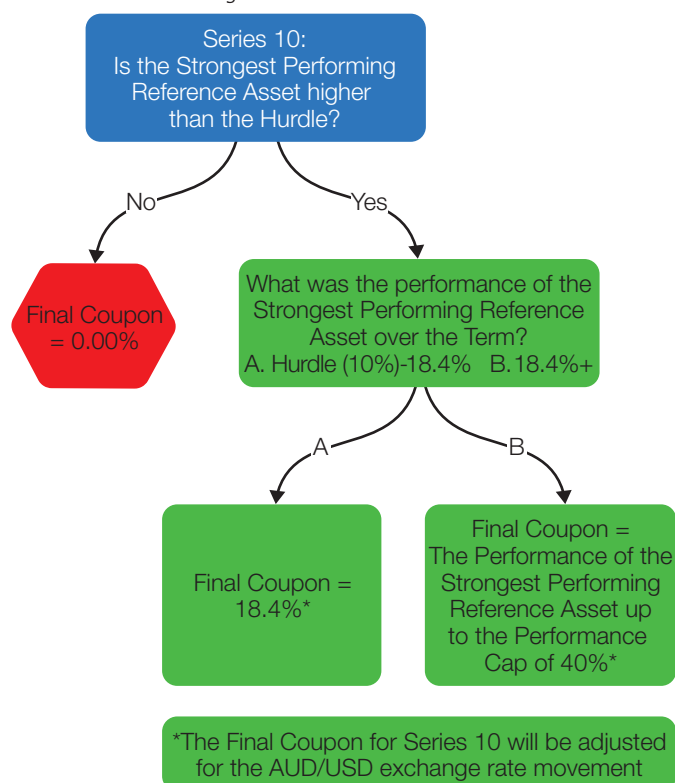 Series 10:
Is the Strongest Performing
Reference Asset higher
than the Hurdle?
No
Yes
Final Coupon
= 0.00%
What was the performance of the
Strongest Performing Reference
Asset over the Term?
A. Hurdle (10%)-18.4% B. 18.4%+
A
B
Final Coupon =
18.4%*
Final Coupon =
The Performance of the
Strongest Performing
Reference Asset up
to the Performance
Cap of 40%*
*The Final Coupon for Series 10 will be adjusted
for the AUD/USD exchange rate movement